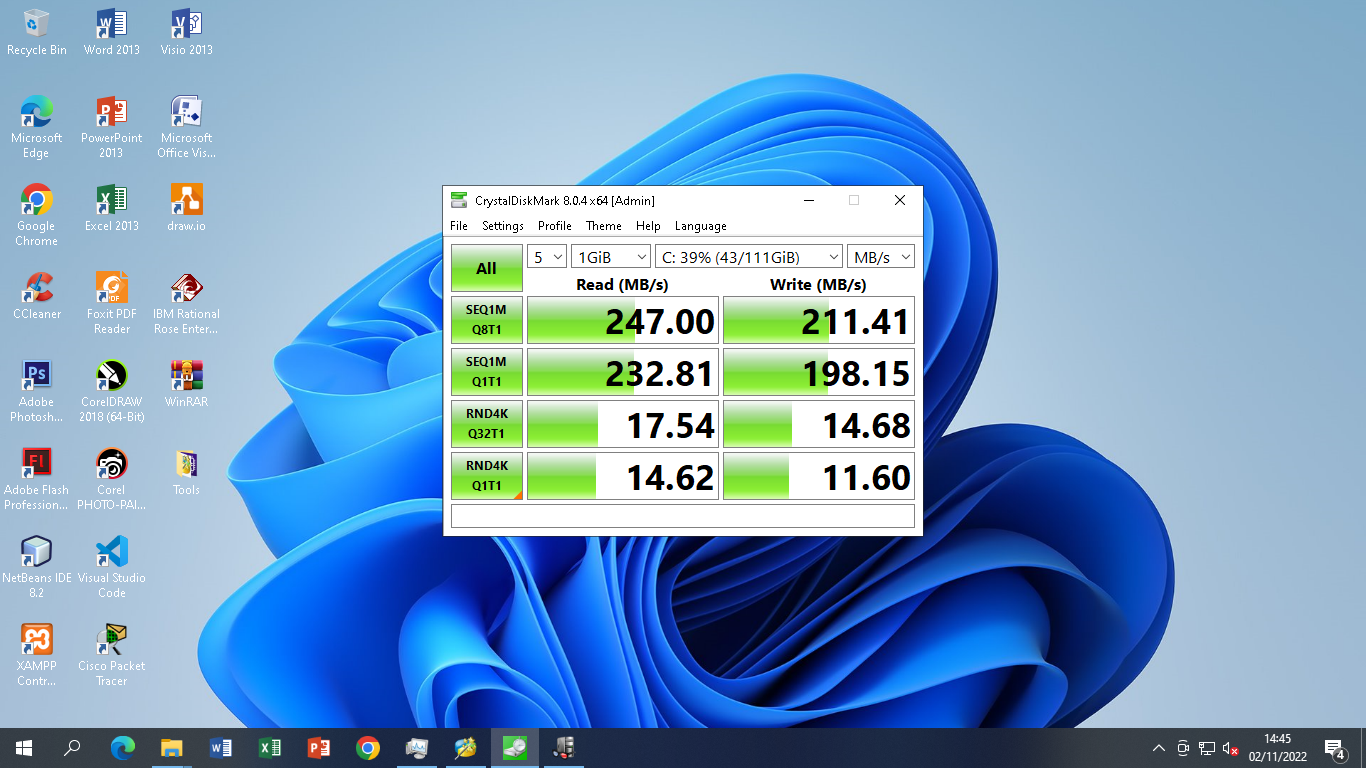 Recycle Bin
Word 2013
Visio 2013
Microsoft
Edge
PowerPoint
2013
Microsoft
Office Vis...
Google
Chrome
Excel 2013
draw.io
CCleaner
Foxit PDF
Reader
IBM Rational
Rose Enter...
Adobe
Photosh...
CorelDRAW
2018 (64-Bit)
WinRAR
Adobe Flash
Profession...
Corel
PHOTO-PAI...
Tools
NetBeans IDE
8.2
Visual Studio
Code
XAMPP
Contr...
Cisco Packet
Tracer
CrystalDiskMark 8.0.4 x64 [Admin]
File Settings Profile Theme Help Language
All 5 1GiB C: 39% (43/111GiB) MB/s
Read (MB/s) Write (MB/s)
SEQ1M
Q8T1
247.00 211.41
SEQ1M
Q1T1
232.81 198.15
RND4K
Q32T1
17.54 14.68
RND4K
Q1T1
14.62 11.60
14:45
02/11/2022
4